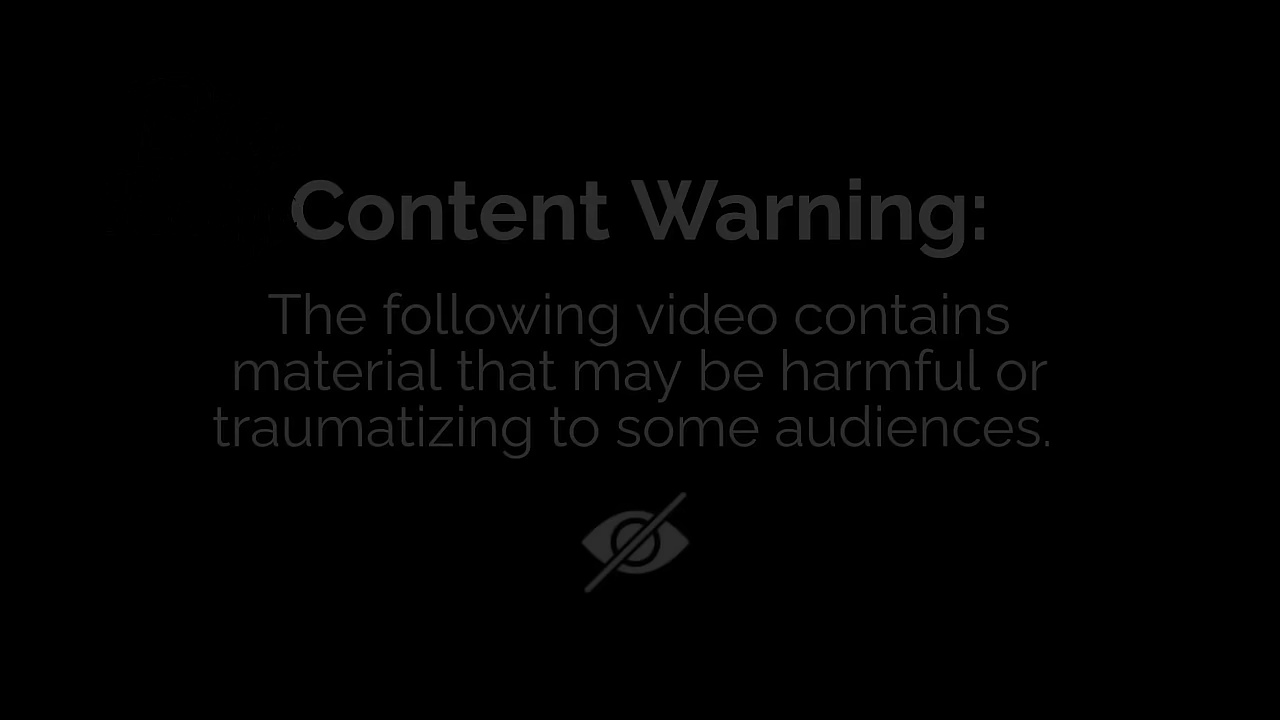 Content Warning:
The following video contains
material that may be harmful or
traumatizing to some audiences.